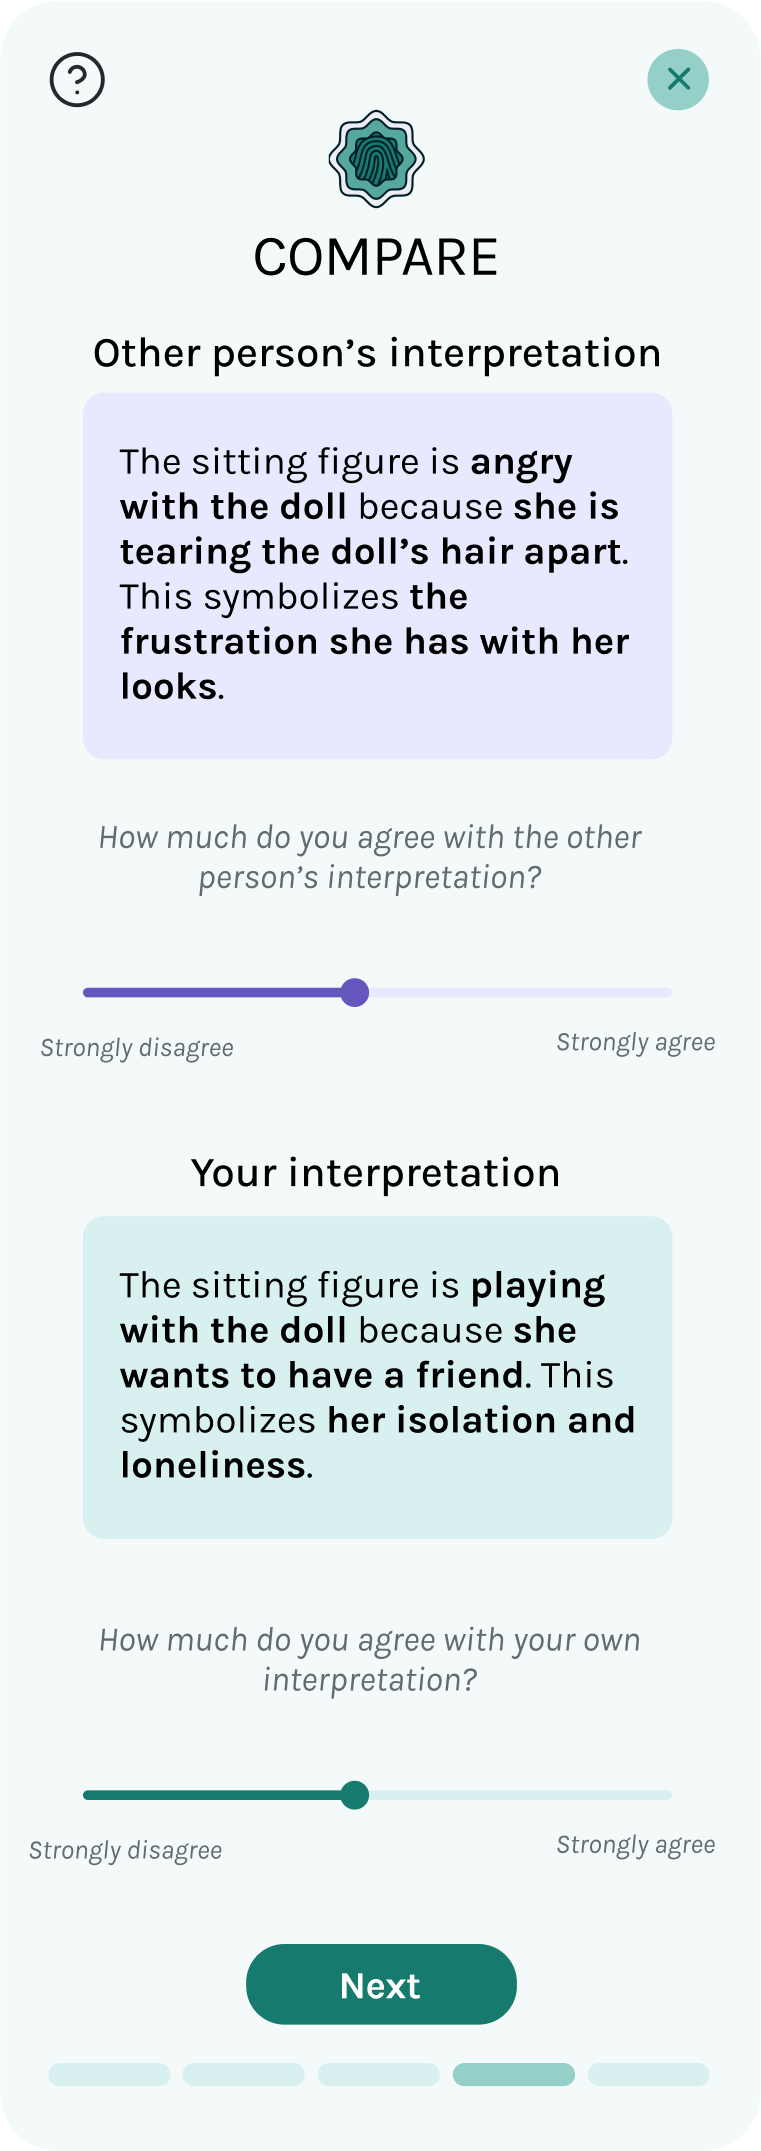 ?
COMPARE
Other person’s interpretation
The sitting figure is angry
with the doll because she is
tearing the doll’s hair apart.
This symbolizes the
frustration she has with her
looks.
How much do you agree with the other
person’s interpretation?
Strongly disagree
Strongly agree
Your interpretation
The sitting figure is playing
with the doll because she
wants to have a friend. This
symbolizes her isolation and
loneliness.
How much do you agree with your own
interpretation?
Strongly disagree
Strongly agree
Next